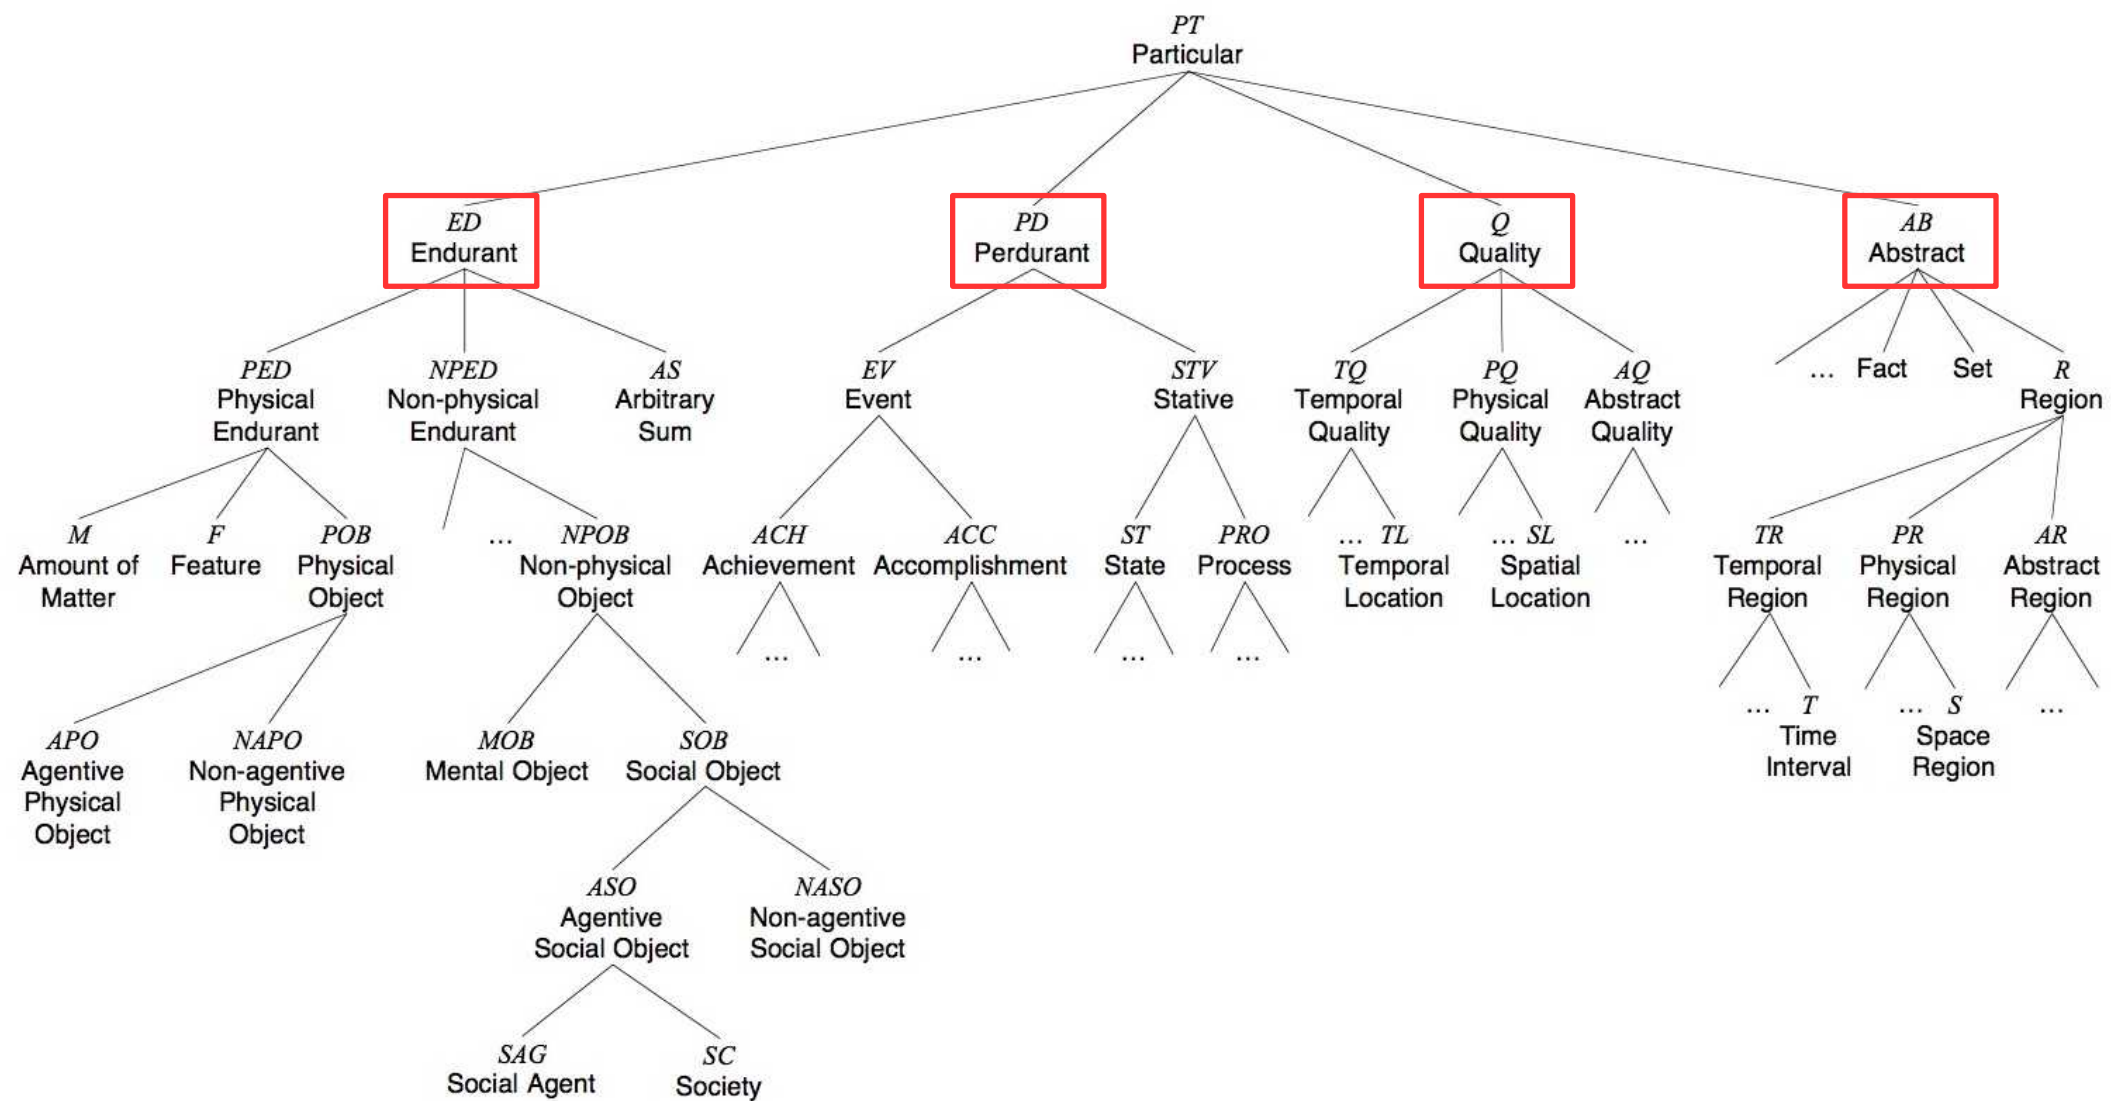 PT
Particular
ED
Endurant
PD
Perdurant
Q
Quality
AB
Abstract
PED
Physical
Endurant
NPED
Non-physical
Endurant
AS
Arbitrary
Sum
EV
Event
STV
Stative
TQ
Temporal
Quality
PQ
Physical
Quality
AQ
Abstract
Quality
...
Fact
Set
R
Region
M
Amount of
Matter
F
Feature
POB
Physical
Object
...
NPOB
Non-physical
Object
ACH
Achievement
ACC
Accomplishment
ST
State
PRO
Process
... TL
Temporal
Location
... SL
Spatial
Location
...
TR
Temporal
Region
PR
Physical
Region
AR
Abstract
Region
...
...
...
...
... T
Time
Interval
... S
Space
Region
...
APO
Agentive
Physical
Object
NAPO
Non-agentive
Physical
Object
MOB
Mental Object
SOB
Social Object
ASO
Agentive
Social Object
NASO
Non-agentive
Social Object
SAG
Social Agent
SC
Society